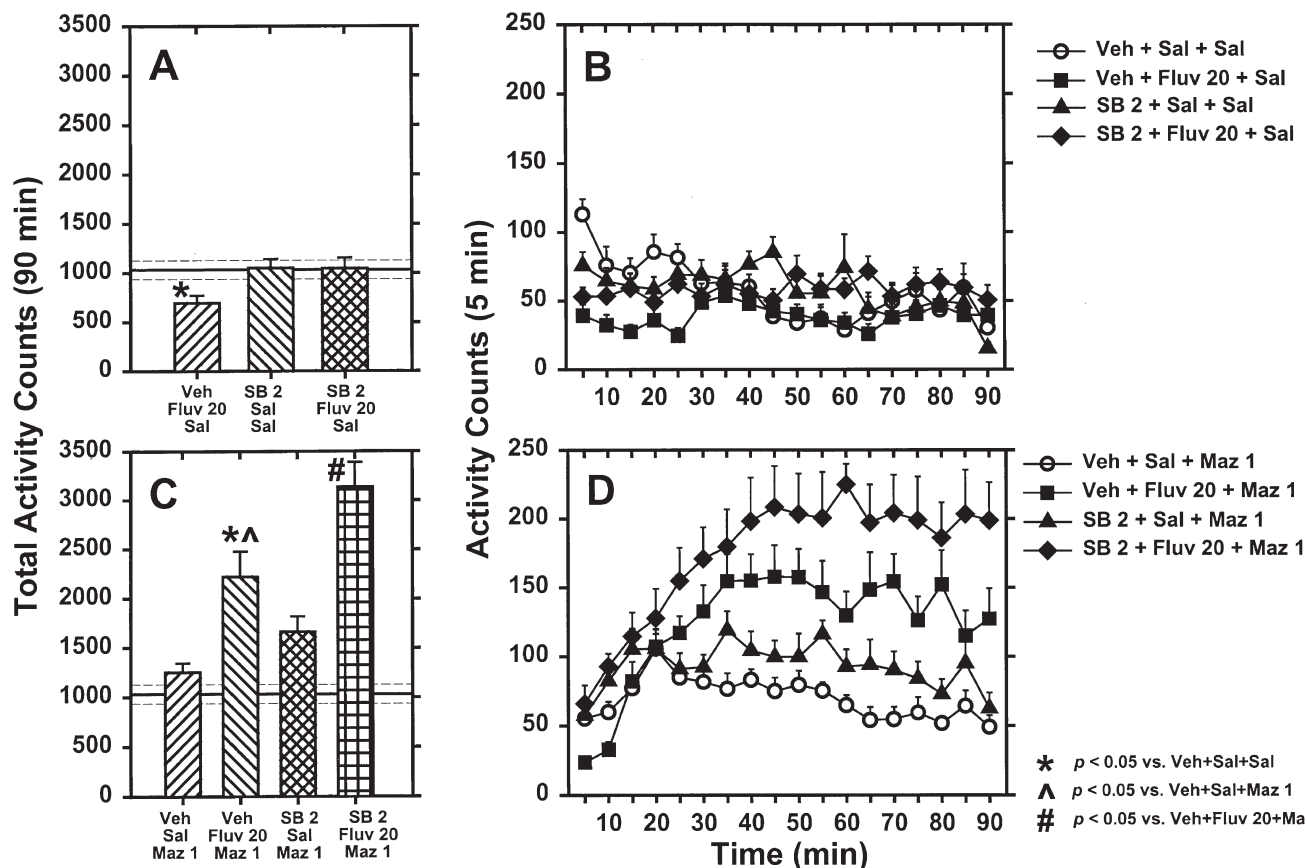 Total Activity Counts (90 min)
A
3500
3000
2500
2000
1500
1000
500
0
*
Veh
Fluv 20
Sal
SB 2
Sal
Sal
SB 2
Fluv 20
Sal
Activity Counts (5 min)
B
250
200
150
100
50
0
10 20 30 40 50 60 70 80 90
Veh + Sal + Sal
Veh + Fluv 20 + Sal
SB 2 + Sal + Sal
SB 2 + Fluv 20 + Sal
C
3500
3000
2500
2000
1500
1000
500
0
*^
#
Veh
Sal
Maz 1
Veh
Fluv 20
Maz 1
SB 2
Sal
Maz 1
SB 2
Fluv 20
Maz 1
D
250
200
150
100
50
0
10 20 30 40 50 60 70 80 90
Time (min)
Veh + Sal + Maz 1
Veh + Fluv 20 + Maz 1
SB 2 + Sal + Maz 1
SB 2 + Fluv 20 + Maz 1
* p < 0.05 vs. Veh+Sal+Sal
^ p < 0.05 vs. Veh+Sal+Maz 1
# p < 0.05 vs. Veh+Fluv 20+Ma